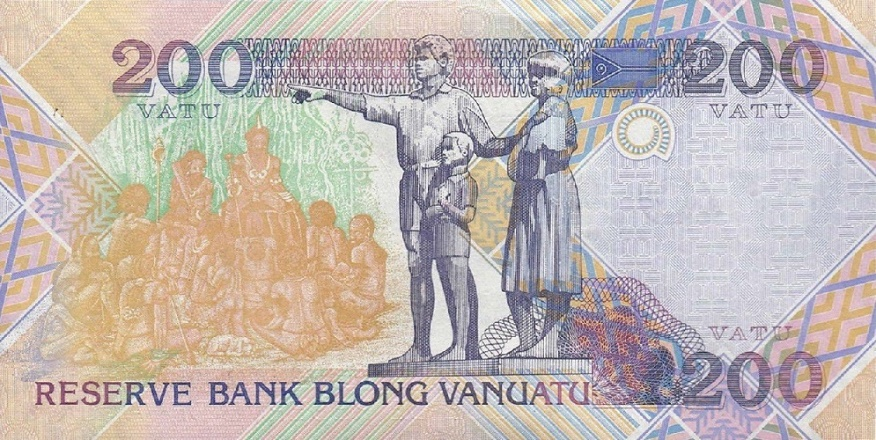 200 200
VATU VATU
VATU
200
RESERVE BANK BLONG VANUATU